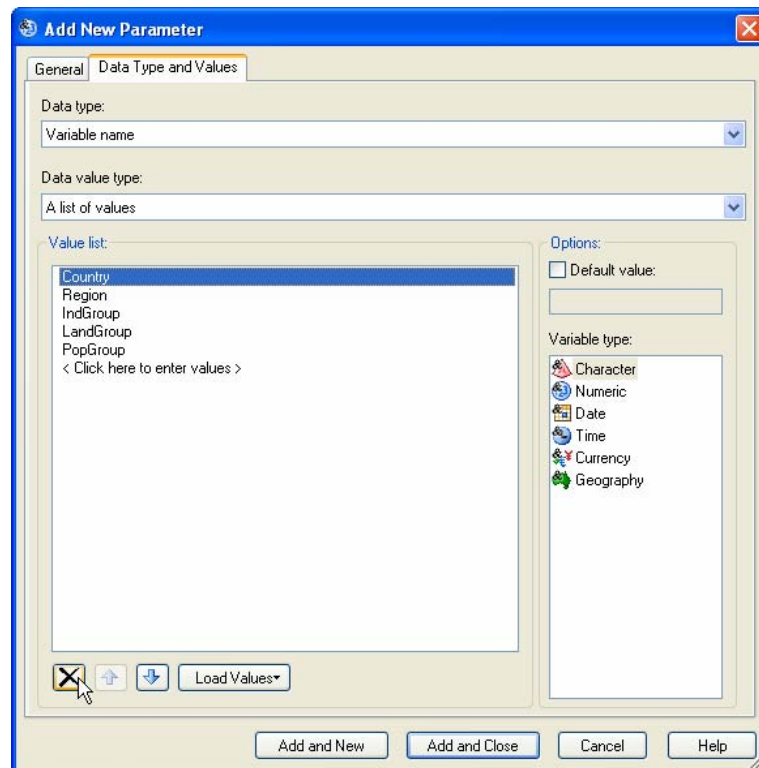 Add New Parameter
General
Data Type and Values
Data type:
Variable name
Data value type:
A list of values
Value list:
Country
Region
IndGroup
LandGroup
PopGroup
< Click here to enter values >
Load Values
Options:
Default value:
Variable type:
Character
Numeric
Date
Time
Currency
Geography
Add and New
Add and Close
Cancel
Help